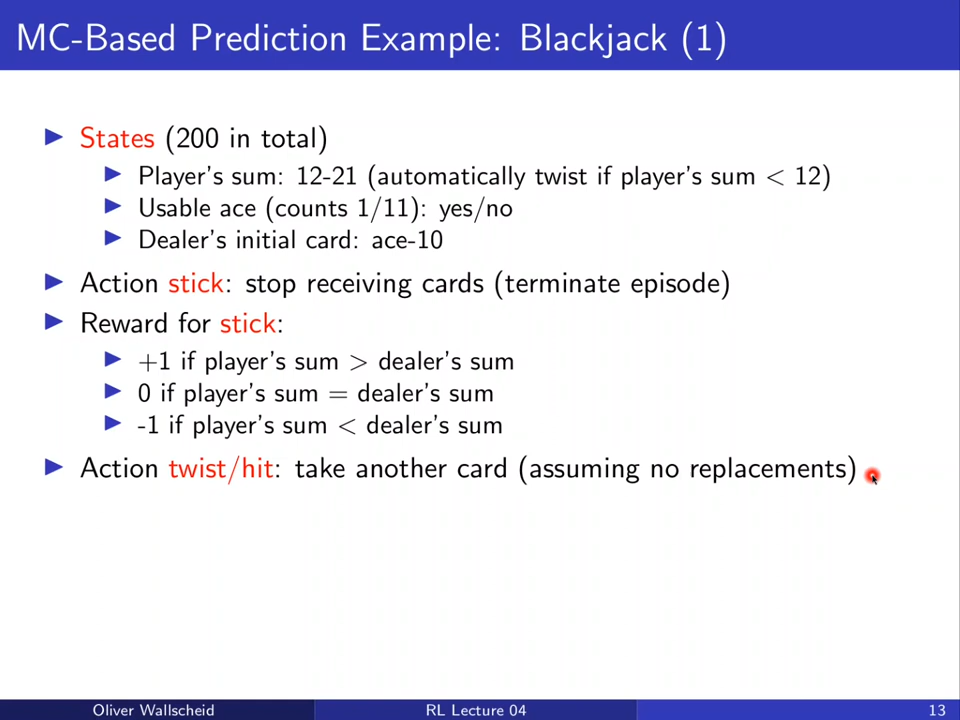 MC-Based Prediction Example: Blackjack (1)
States (200 in total)
Player's sum: 12-21 (automatically twist if player's sum < 12)
Usable ace (counts 1/11): yes/no
Dealer's initial card: ace-10
Action stick: stop receiving cards (terminate episode)
Reward for stick:
+1 if player's sum > dealer's sum
0 if player's sum = dealer's sum
-1 if player's sum < dealer's sum
Action twist/hit: take another card (assuming no replacements)
Oliver Wallscheid RL Lecture 04 13